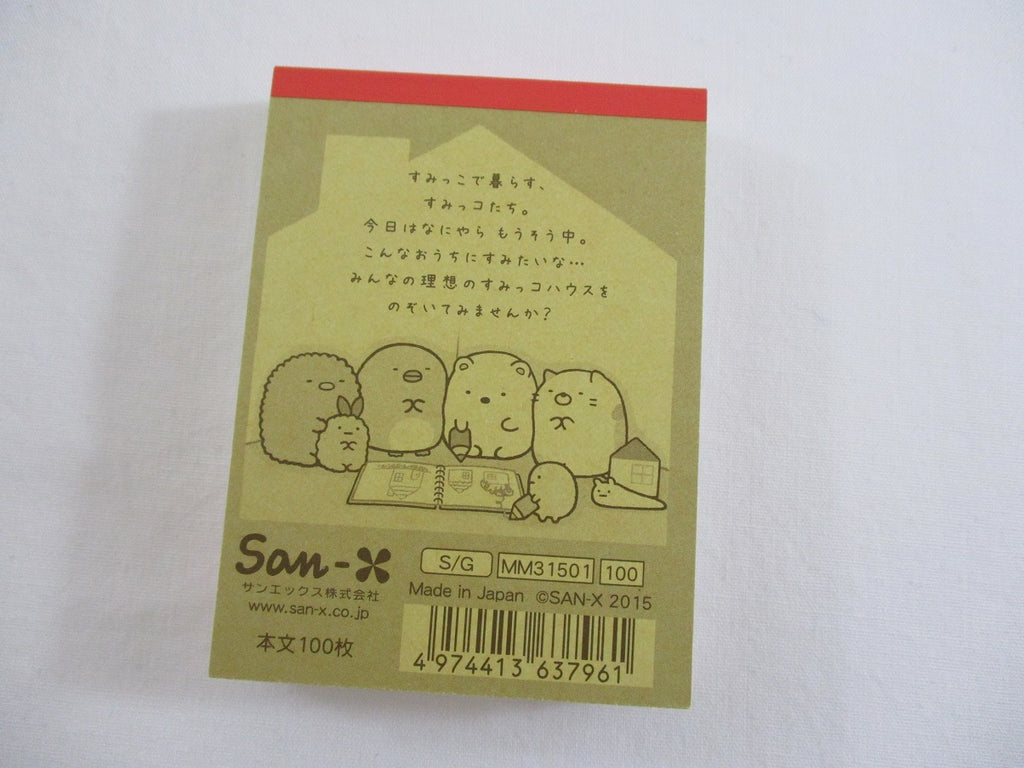 すみっこで暮らす、
すみっコたち。
今日はなにやら もうそう中。
こんなおうちにすみたいな…
みんなの理想のすみっコハウスを
のぞいてみませんか?
San-X
サンエックス株式会社
www.san-x.co.jp
本文100枚
S/G MM31501 100
Made in Japan ©SAN-X 2015
4 974413 637961